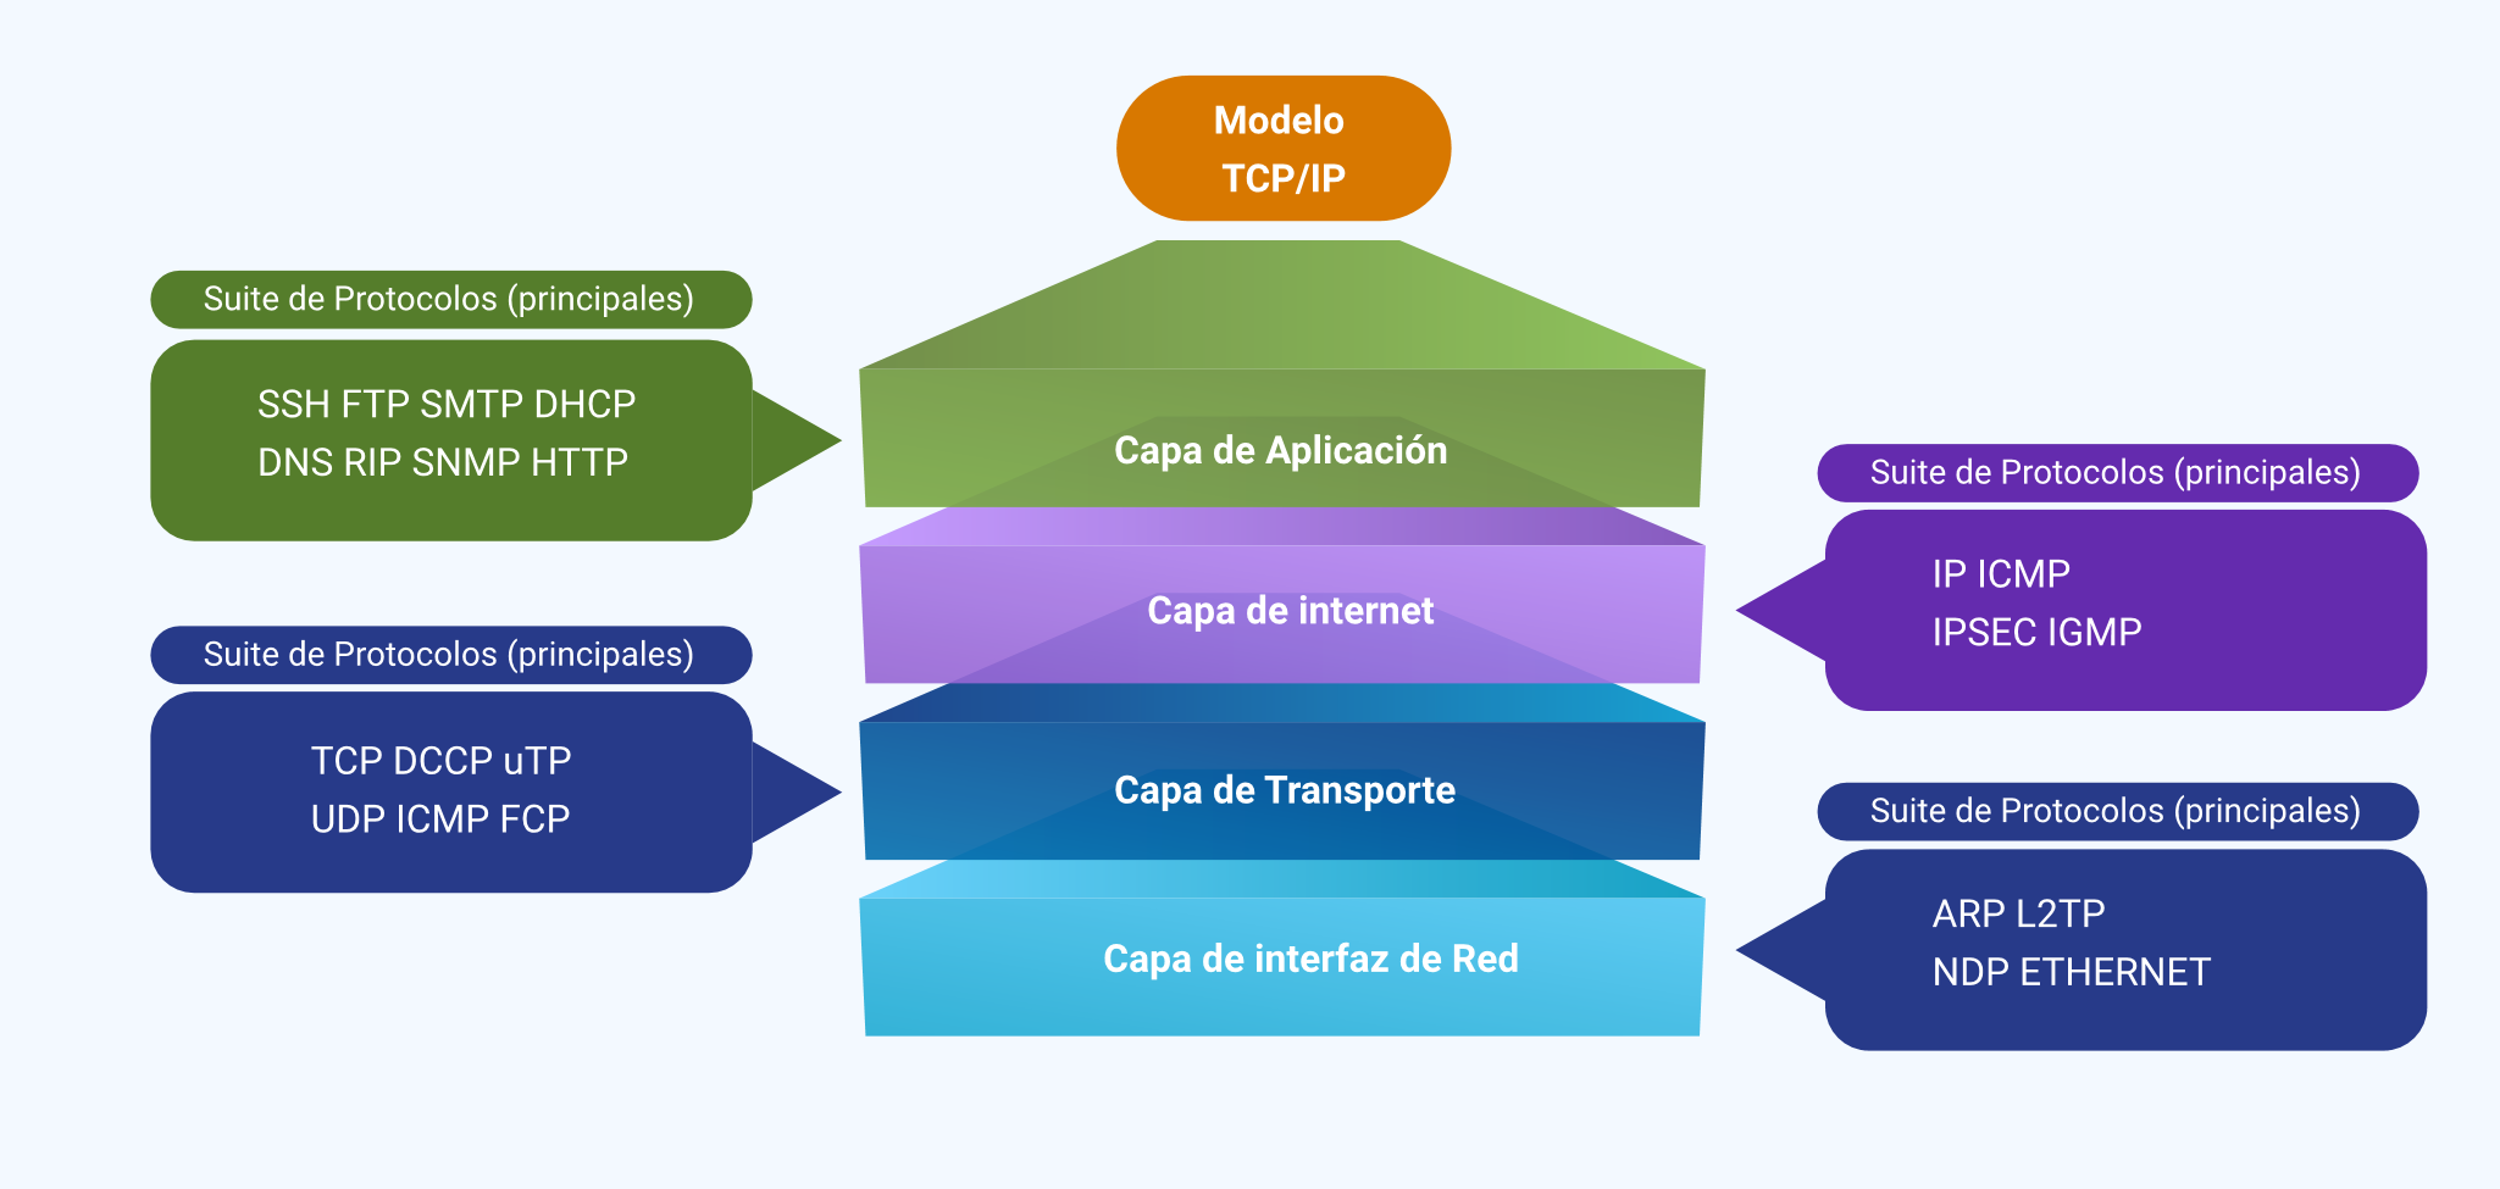 Modelo
TCP/IP
Suite de Protocolos (principales)
SSH FTP SMTP DHCP
DNS RIP SNMP HTTP
Capa de Aplicación
Suite de Protocolos (principales)
IP ICMP
IPSEC IGMP
Capa de internet
Suite de Protocolos (principales)
TCP DCCP uTP
UDP ICMP FCP
Capa de Transporte
Suite de Protocolos (principales)
ARP L2TP
NDP ETHERNET
Capa de interfaz de Red